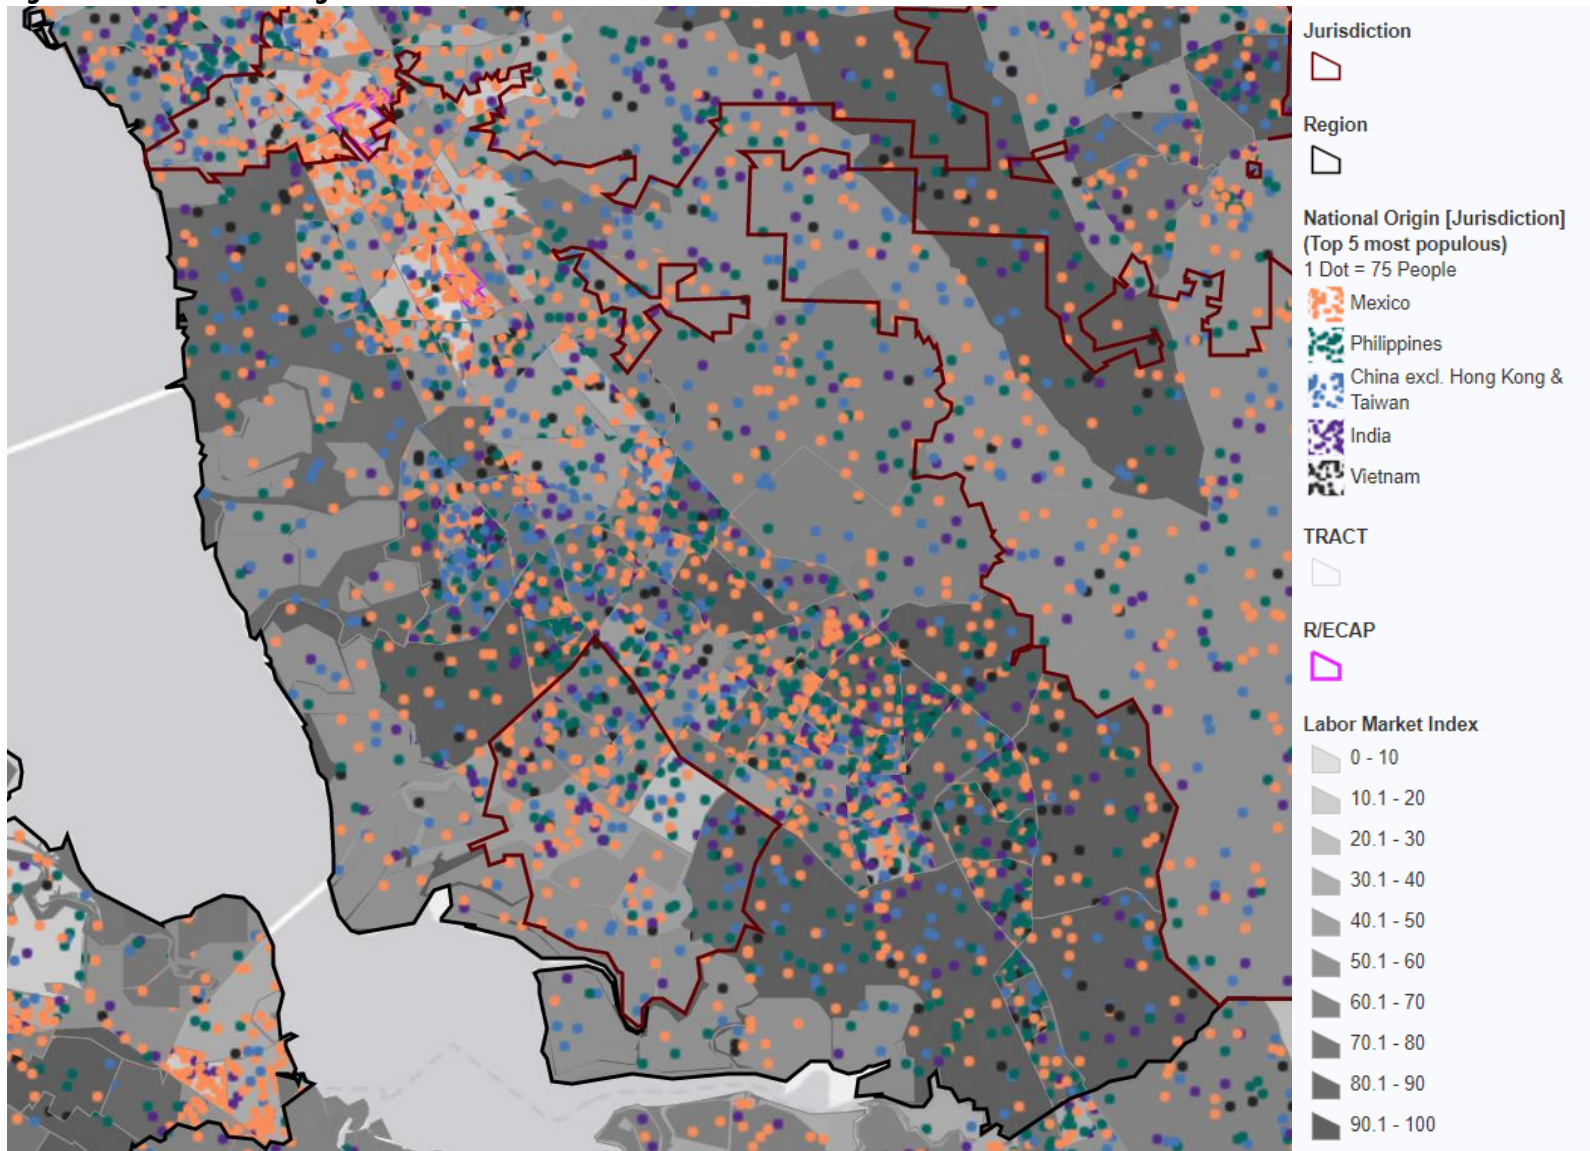 Jurisdiction
Region
National Origin [Jurisdiction]
(Top 5 most populous)
1 Dot = 75 People
Mexico
Philippines
China excl. Hong Kong &
Taiwan
India
Vietnam
TRACT
R/ECAP
Labor Market Index
0 - 10
10.1 - 20
20.1 - 30
30.1 - 40
40.1 - 50
50.1 - 60
60.1 - 70
70.1 - 80
80.1 - 90
90.1 - 100